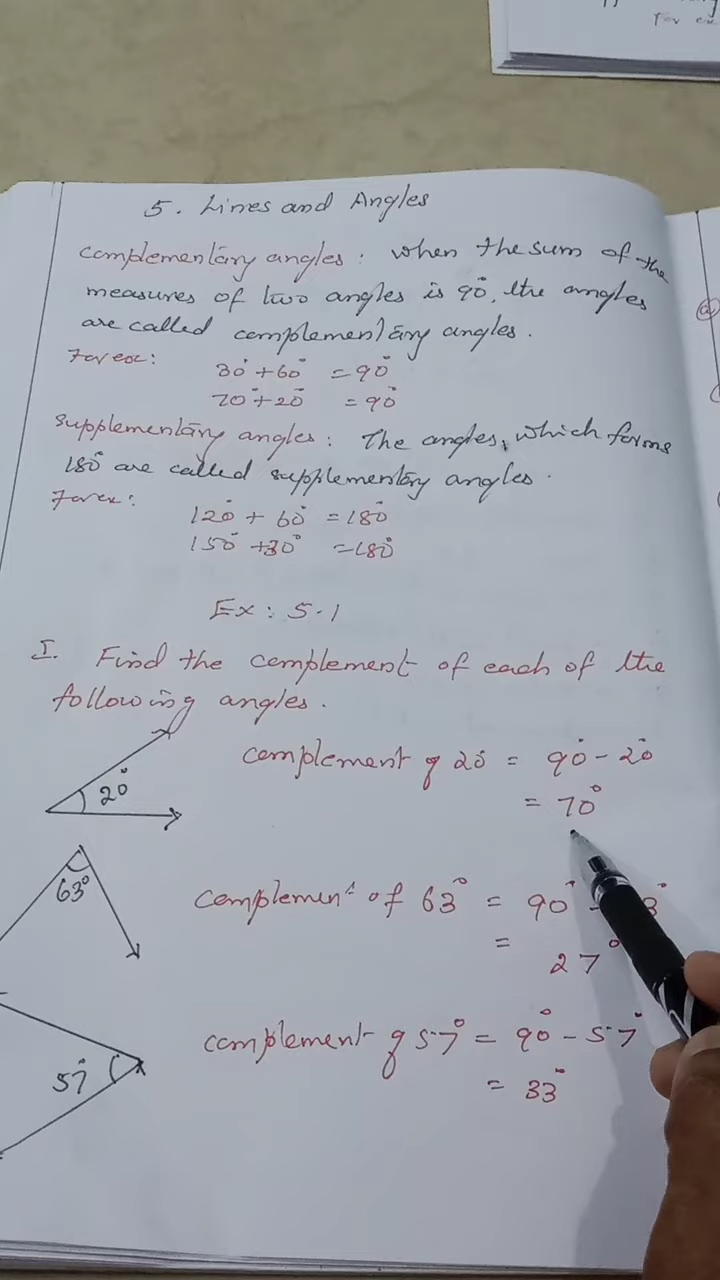 For ex
5. Lines and Angles
Complementary angles: When the sum of the
measures of two angles is 90°, the angles
are called complementary angles.
For ex:
30° + 60° = 90°
70° + 20° = 90°
Supplementary angles: The angles, which forms
180° are called supplementary angles.
For ex:
120° + 60° = 180°
150° + 30° = 180°
Ex: 5.1
I. Find the complement of each of the
following angles.
20°
complement of 20° = 90° - 20°
= 70°
63°
complement of 63° = 90° - 3°
= 27°
57°
complement of 57° = 90° - 57°
= 33°